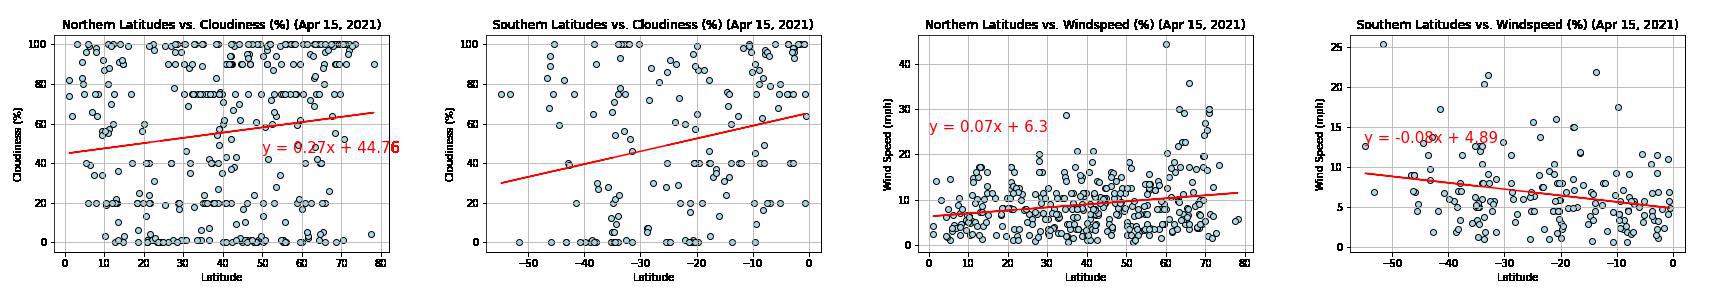 Northern Latitudes vs. Cloudiness (%) (Apr 15, 2021)
Cloudiness (%)
100
80
60
40
20
0
y = 0.27x + 44.76
0 10 20 30 40 50 60 70 80
Latitude
Southern Latitudes vs. Cloudiness (%) (Apr 15, 2021)
Cloudiness (%)
100
80
60
40
20
0
−50 −40 −30 −20 −10 0
Latitude
Northern Latitudes vs. Windspeed (%) (Apr 15, 2021)
Wind Speed (mph)
40
30
20
10
0
y = 0.07x + 6.3
0 10 20 30 40 50 60 70 80
Latitude
Southern Latitudes vs. Windspeed (%) (Apr 15, 2021)
Wind Speed (mph)
25
20
15
10
5
0
y = -0.08x + 4.89
−50 −40 −30 −20 −10 0
Latitude